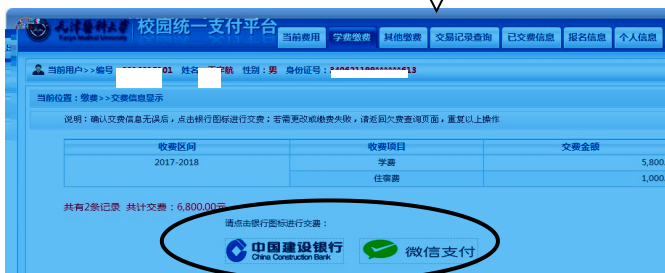 天津医科大学 校园统一支付平台
Tianjin Medical University
当前费用 学费缴费 其他缴费 交易记录查询 已交费信息 报名信息 个人信息
当前用户>>编号 01 姓名 宇航 性别：男 身份证号：
当前位置：缴费>>交费信息显示
说明：确认交费信息无误后，点击银行图标进行交费；若需更改或缴费失败，请返回欠费查询页面，重复以上操作
收费区间 收费项目 交费金额
2017-2018 学费 5,800.
住宿费 1,000.
共有2条记录 共计交费：6,800.00元
请点击银行图标进行交费：
中国建设银行 微信支付
China Construction Bank